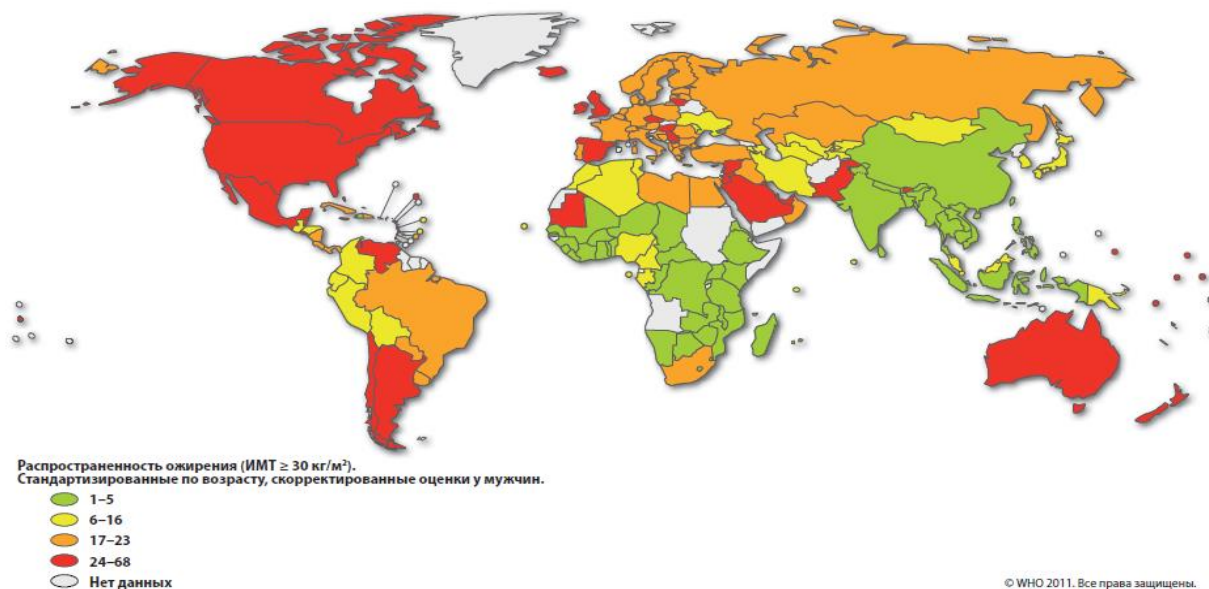 Распространенность ожирения (ИМТ ≥ 30 кг/м²).
Стандартизированные по возрасту, скорректированные оценки у мужчин.
1–5
6–16
17–23
24–68
Нет данных
© WHO 2011. Все права защищены.